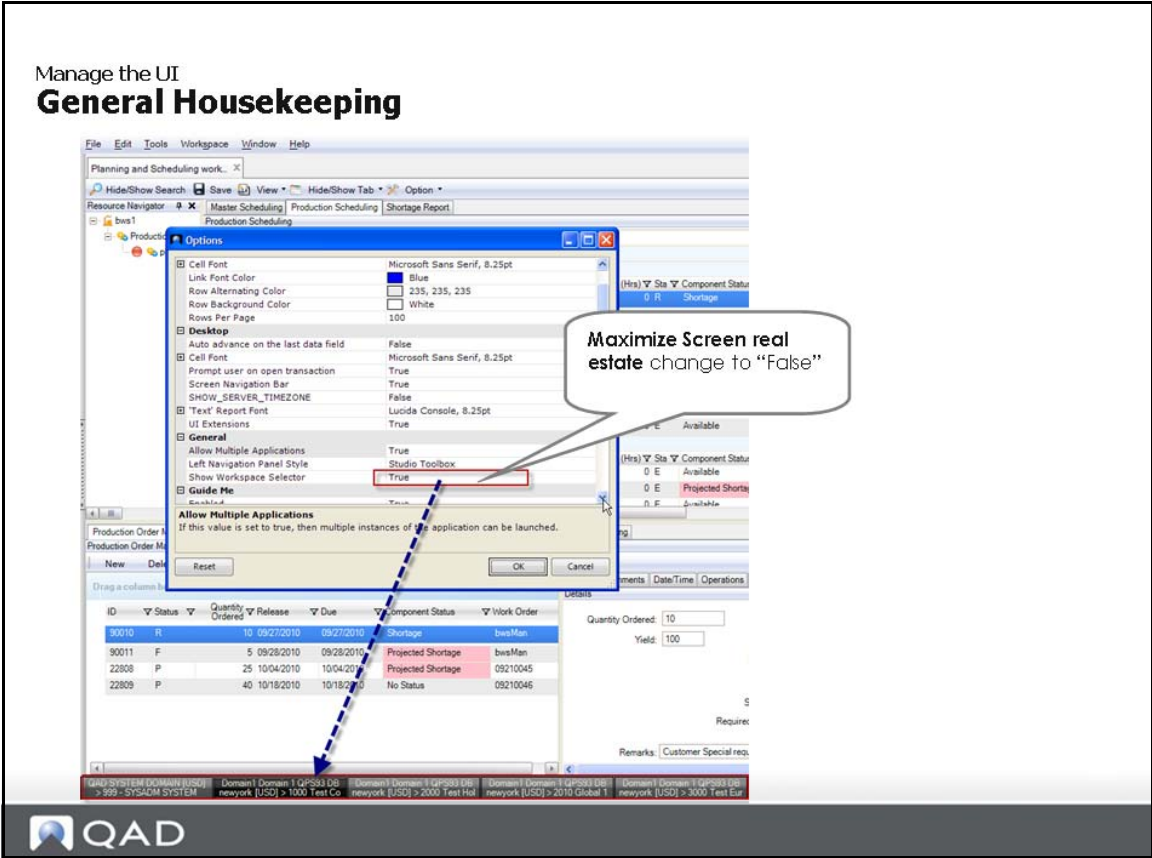 Manage the UI
General Housekeeping
File Edit Tools Workspace Window Help
Planning and Scheduling work.. X
Hide/Show Search Save View Hide/Show Tab Option
Resource Navigator Master Scheduling Production Scheduling Shortage Report
bws1 Production Scheduling
Options
Cell Font Microsoft Sans Serif, 8.25pt
Link Font Color Blue
Row Alternating Color 235, 235, 235
Row Background Color White
Rows Per Page 100
Desktop
Auto advance on the last data field False
Cell Font Microsoft Sans Serif, 8.25pt
Prompt user on open transaction True
Screen Navigation Bar True
SHOW_SERVER_TIMEZONE False
'Text' Report Font Lucida Console, 8.25pt
UI Extensions True
General
Allow Multiple Applications True
Left Navigation Panel Style Studio Toolbox
Show Workspace Selector True
Guide Me
Allow Multiple Applications
If this value is set to true, then multiple instances of the application can be launched.
Reset OK Cancel
(Hrs) Sta Component Status
0 R Shortage
Maximize Screen real
estate change to “False”
E Available
(Hrs) Sta Component Status
0 E Available
0 E Projected Shorta
0 E Available
Production Order M
Production Order Ma
New Dele
Drag a column h
ID Status Quantity Ordered Release Due Component Status Work Order
90010 R 10 09/27/2010 09/27/2010 Shortage bwsMan
90011 F 5 09/28/2010 09/28/2010 Projected Shortage bwsMan
22808 P 25 10/04/2010 10/04/2010 Projected Shortage 09210045
22809 P 40 10/18/2010 10/18/2010 No Status 09210046
ments Date/Time Operations
Details
Quantity Ordered: 10
Yield: 100
S
Required
Remarks: Customer Special requ
QAD SYSTEM DOMAIN [USD] Domain1 Domain 1 QPS93 DB Domain1 Domain 1 QPS93 DB Domain1 Domain 1 QPS93 DB Domain1 Domain 1 QPS93 DB
> 999 - SYSADM SYSTEM newyork [USD] > 1000 Test Co newyork [USD] > 2000 Test Hol newyork [USD] > 2010 Global 1 newyork [USD] > 3000 Test Eur
QAD